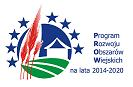 Program
Rozwoju
Obszarów
Wiejskich
na lata 2014-2020